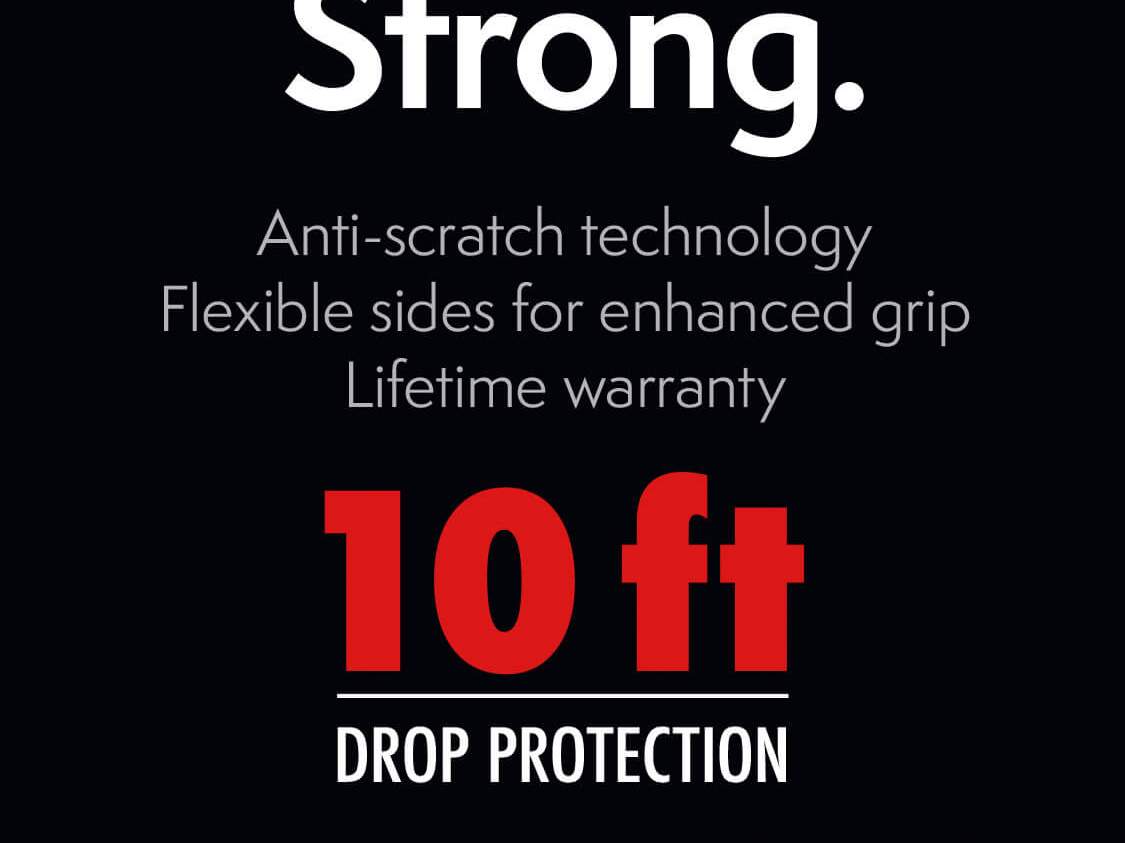 Strong.
Anti-scratch technology
Flexible sides for enhanced grip
Lifetime warranty
10 ft
DROP PROTECTION